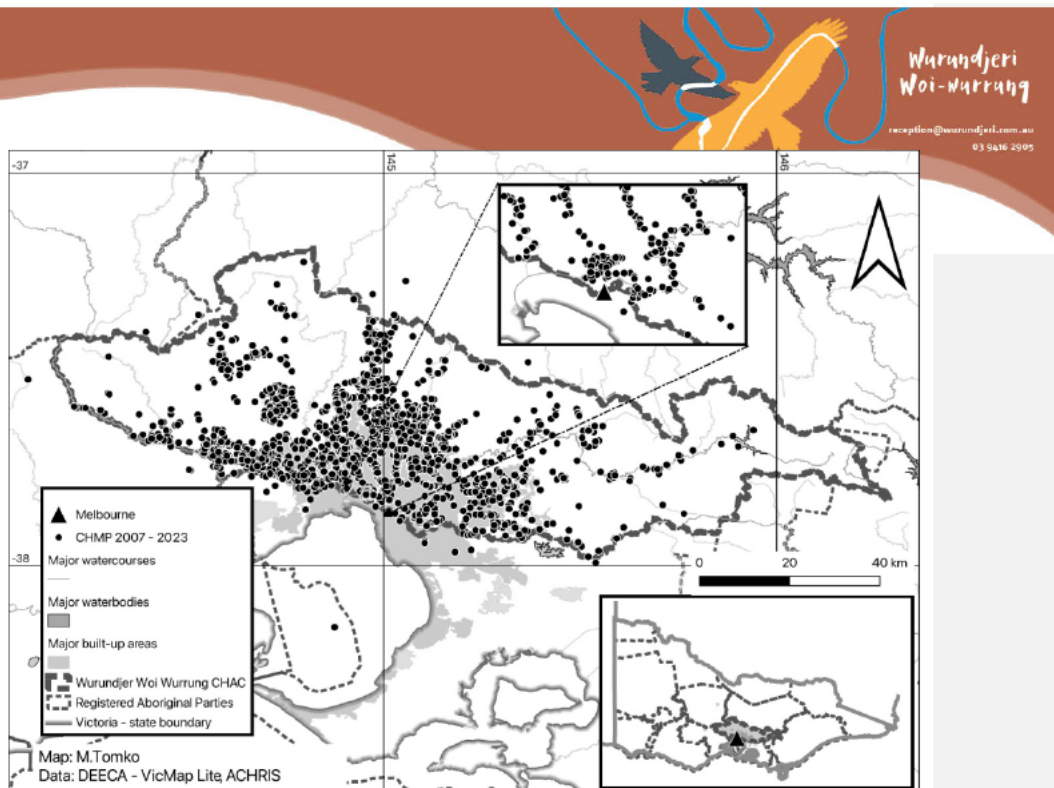 Wurundjeri
Woi-wurrung
reception@wurundjeri.com.au
03 9416 2905
-37
145
146
Melbourne
CHMP 2007 - 2023
Major watercourses
Major waterbodies
Major built-up areas
Wurundjer Woi Wurrung CHAC
Registered Aboriginal Parties
Victoria - state boundary
-38
0 20 40 km
Map: M.Tomko
Data: DEECA - VicMap Lite, ACHRIS